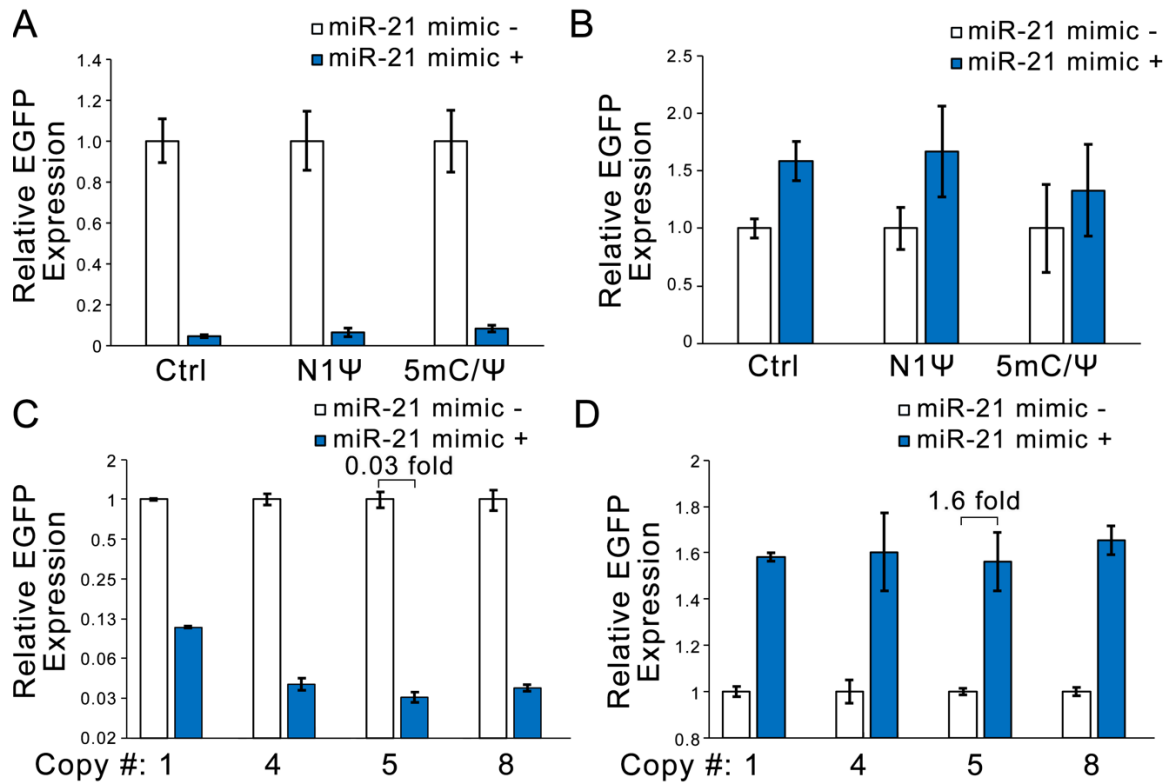 A
miR-21 mimic -
miR-21 mimic +
Relative EGFP
Expression
1.4
1.2
1.0
0.8
0.6
0.4
0.2
0
Ctrl
N1Ψ
5mC/Ψ
B
miR-21 mimic -
miR-21 mimic +
Relative EGFP
Expression
2.5
2.0
1.5
1.0
0.5
0.0
Ctrl
N1Ψ
5mC/Ψ
C
miR-21 mimic -
miR-21 mimic +
Relative EGFP
Expression
2
1
0.5
0.25
0.13
0.06
0.03
0.02
0.03 fold
Copy #: 1
4
5
8
D
miR-21 mimic -
miR-21 mimic +
Relative EGFP
Expression
2
1.8
1.6
1.4
1.2
1
0.8
1.6 fold
Copy #: 1
4
5
8